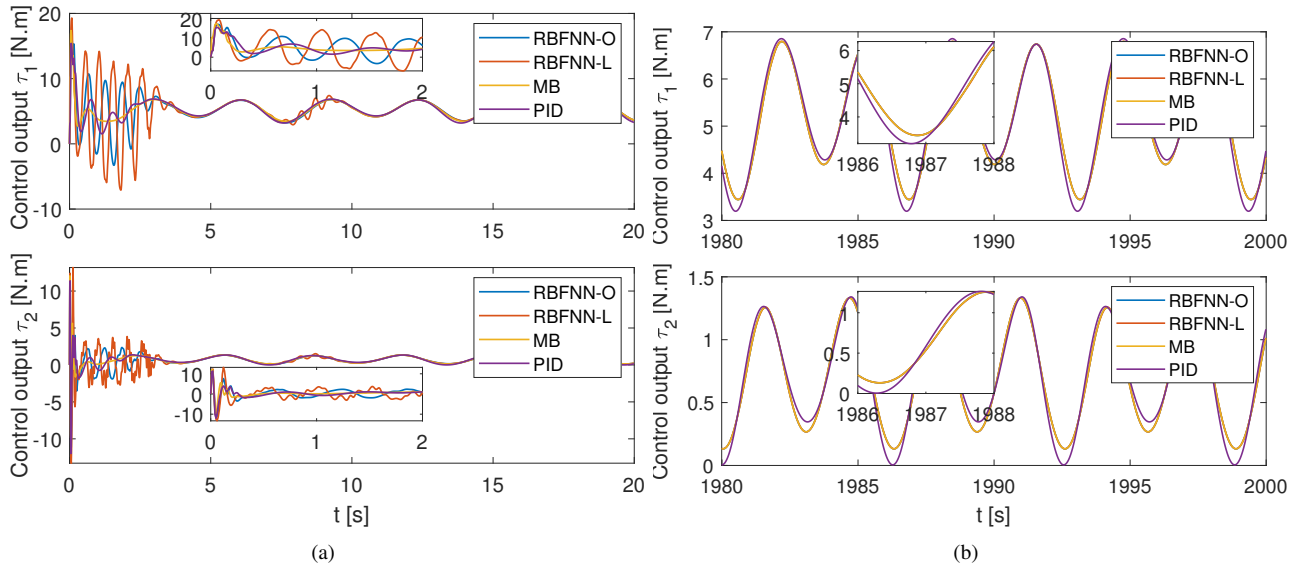 Control output τ1 [N.m]
20
10
0
-10
20
10
0
0 1 2
RBFNN-O
RBFNN-L
MB
PID
0 5 10 15 20
Control output τ2 [N.m]
10
5
0
-5
-10
10
0
-10
0 1 2
RBFNN-O
RBFNN-L
MB
PID
0 5 10 15 20
t [s]
(a)
Control output τ1 [N.m]
7
6
5
4
3
6
5
4
1986 1987 1988
RBFNN-O
RBFNN-L
MB
PID
1980 1985 1990 1995 2000
Control output τ2 [N.m]
1.5
1
0.5
0
1
0.5
0
1986 1987 1988
RBFNN-O
RBFNN-L
MB
PID
1980 1985 1990 1995 2000
t [s]
(b)